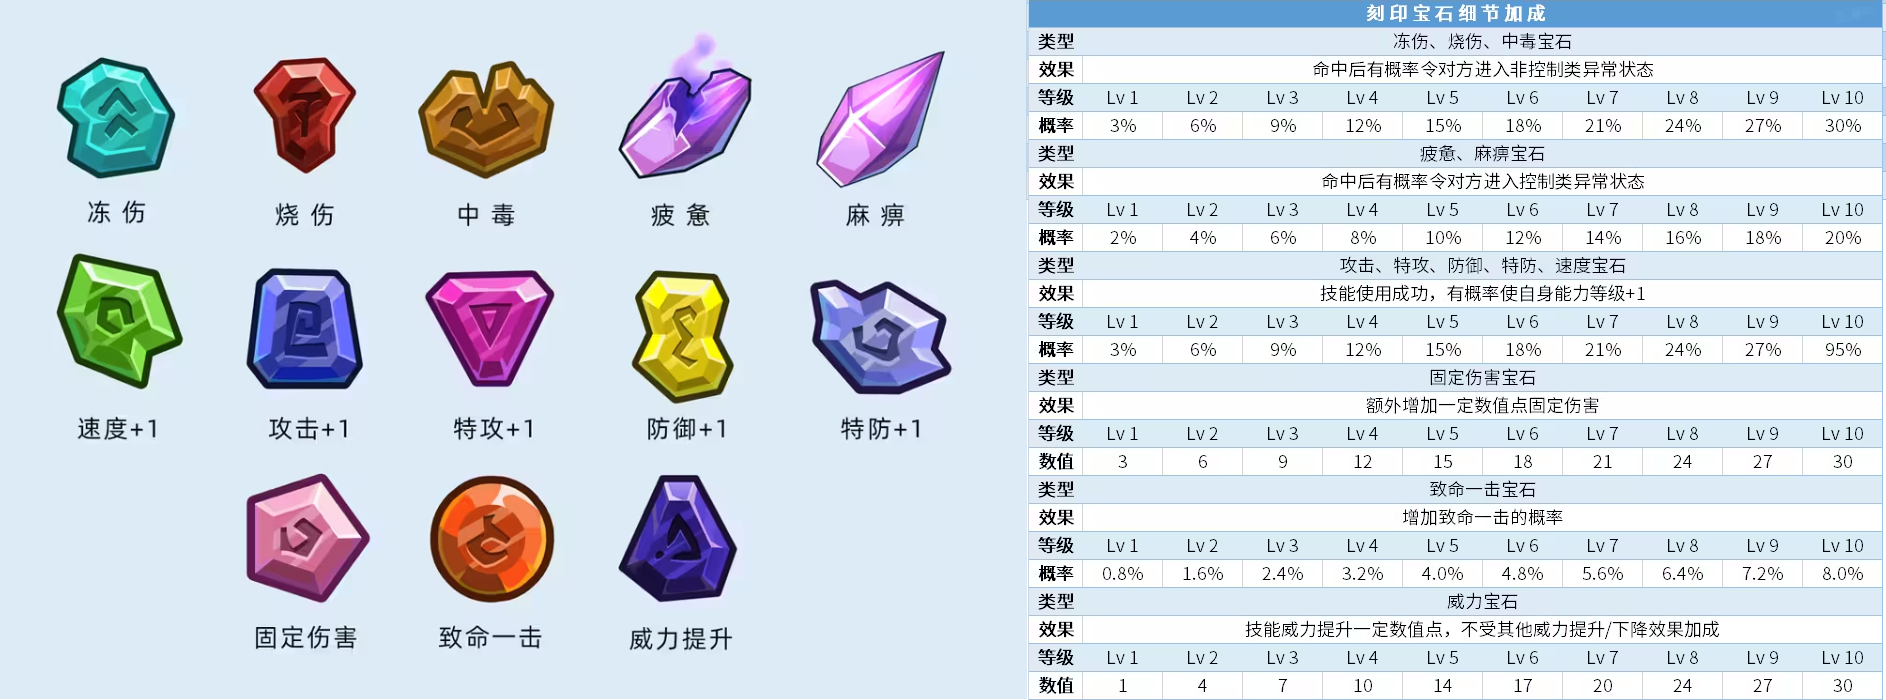 冻 伤
烧 伤
中 毒
疲 惫
麻 痹
速度+1
攻击+1
特攻+1
防御+1
特防+1
固定伤害
致命一击
威力提升
刻印宝石细节加成
类型 冻伤、烧伤、中毒宝石
效果 命中后有概率令对方进入非控制类异常状态
等级 Lv 1 Lv 2 Lv 3 Lv 4 Lv 5 Lv 6 Lv 7 Lv 8 Lv 9 Lv 10
概率 3% 6% 9% 12% 15% 18% 21% 24% 27% 30%
类型 疲惫、麻痹宝石
效果 命中后有概率令对方进入控制类异常状态
等级 Lv 1 Lv 2 Lv 3 Lv 4 Lv 5 Lv 6 Lv 7 Lv 8 Lv 9 Lv 10
概率 2% 4% 6% 8% 10% 12% 14% 16% 18% 20%
类型 攻击、特攻、防御、特防、速度宝石
效果 技能使用成功，有概率使自身能力等级+1
等级 Lv 1 Lv 2 Lv 3 Lv 4 Lv 5 Lv 6 Lv 7 Lv 8 Lv 9 Lv 10
概率 3% 6% 9% 12% 15% 18% 21% 24% 27% 95%
类型 固定伤害宝石
效果 额外增加一定数值点固定伤害
等级 Lv 1 Lv 2 Lv 3 Lv 4 Lv 5 Lv 6 Lv 7 Lv 8 Lv 9 Lv 10
数值 3 6 9 12 15 18 21 24 27 30
类型 致命一击宝石
效果 增加致命一击的概率
等级 Lv 1 Lv 2 Lv 3 Lv 4 Lv 5 Lv 6 Lv 7 Lv 8 Lv 9 Lv 10
概率 0.8% 1.6% 2.4% 3.2% 4.0% 4.8% 5.6% 6.4% 7.2% 8.0%
类型 威力宝石
效果 技能威力提升一定数值点，不受其他威力提升/下降效果加成
等级 Lv 1 Lv 2 Lv 3 Lv 4 Lv 5 Lv 6 Lv 7 Lv 8 Lv 9 Lv 10
数值 1 4 7 10 14 17 20 24 27 30